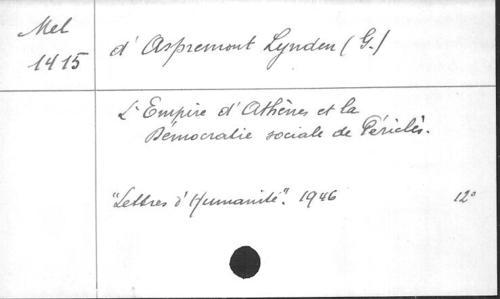 Mel
1415
d'Aspremont Lynden (G.)
L'Empire d'Athènes et la
Démocratie sociale de Périclès.
"Lettres d'Humanité". 1946 12°